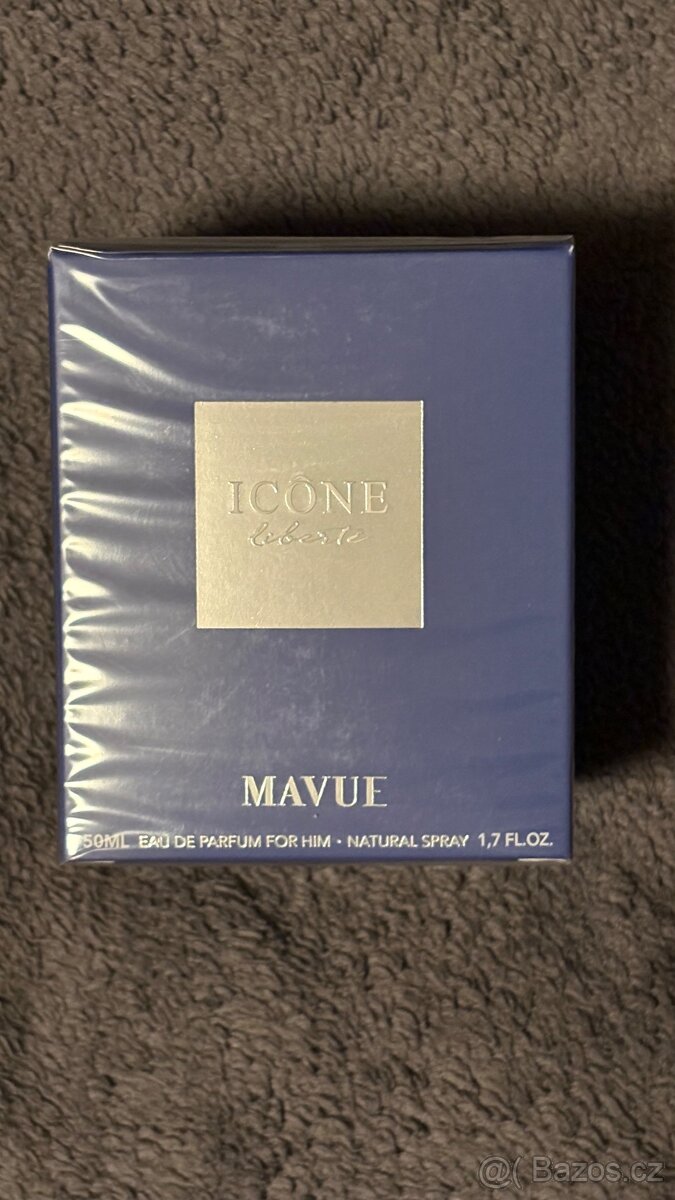 ICÔNE
liberté
MAVUE
50ML EAU DE PARFUM FOR HIM • NATURAL SPRAY 1,7 FL.OZ.
@( Bazos.cz